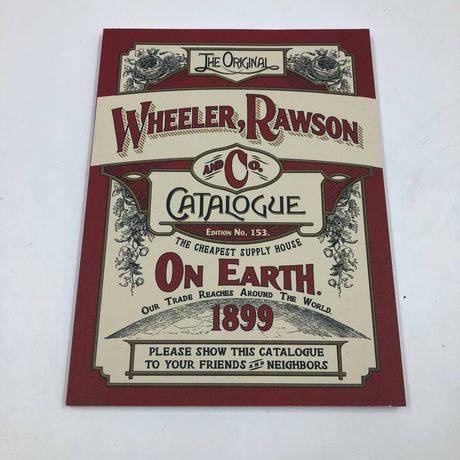 The Original
Wheeler, Rawson
AND Co.
Catalogue
Edition No. 153.
THE CHEAPEST SUPPLY HOUSE
On Earth.
Our Trade Reaches Around The World.
1899
PLEASE SHOW THIS CATALOGUE
TO YOUR FRIENDS AND NEIGHBORS